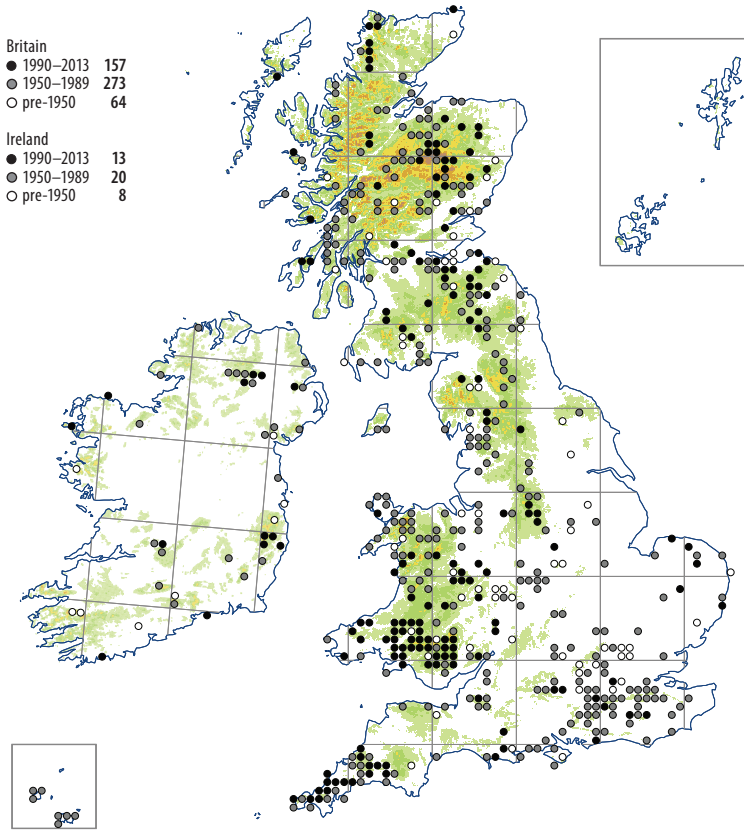 Britain
1990–2013 157
1950–1989 273
pre-1950 64
Ireland
1990–2013 13
1950–1989 20
pre-1950 8